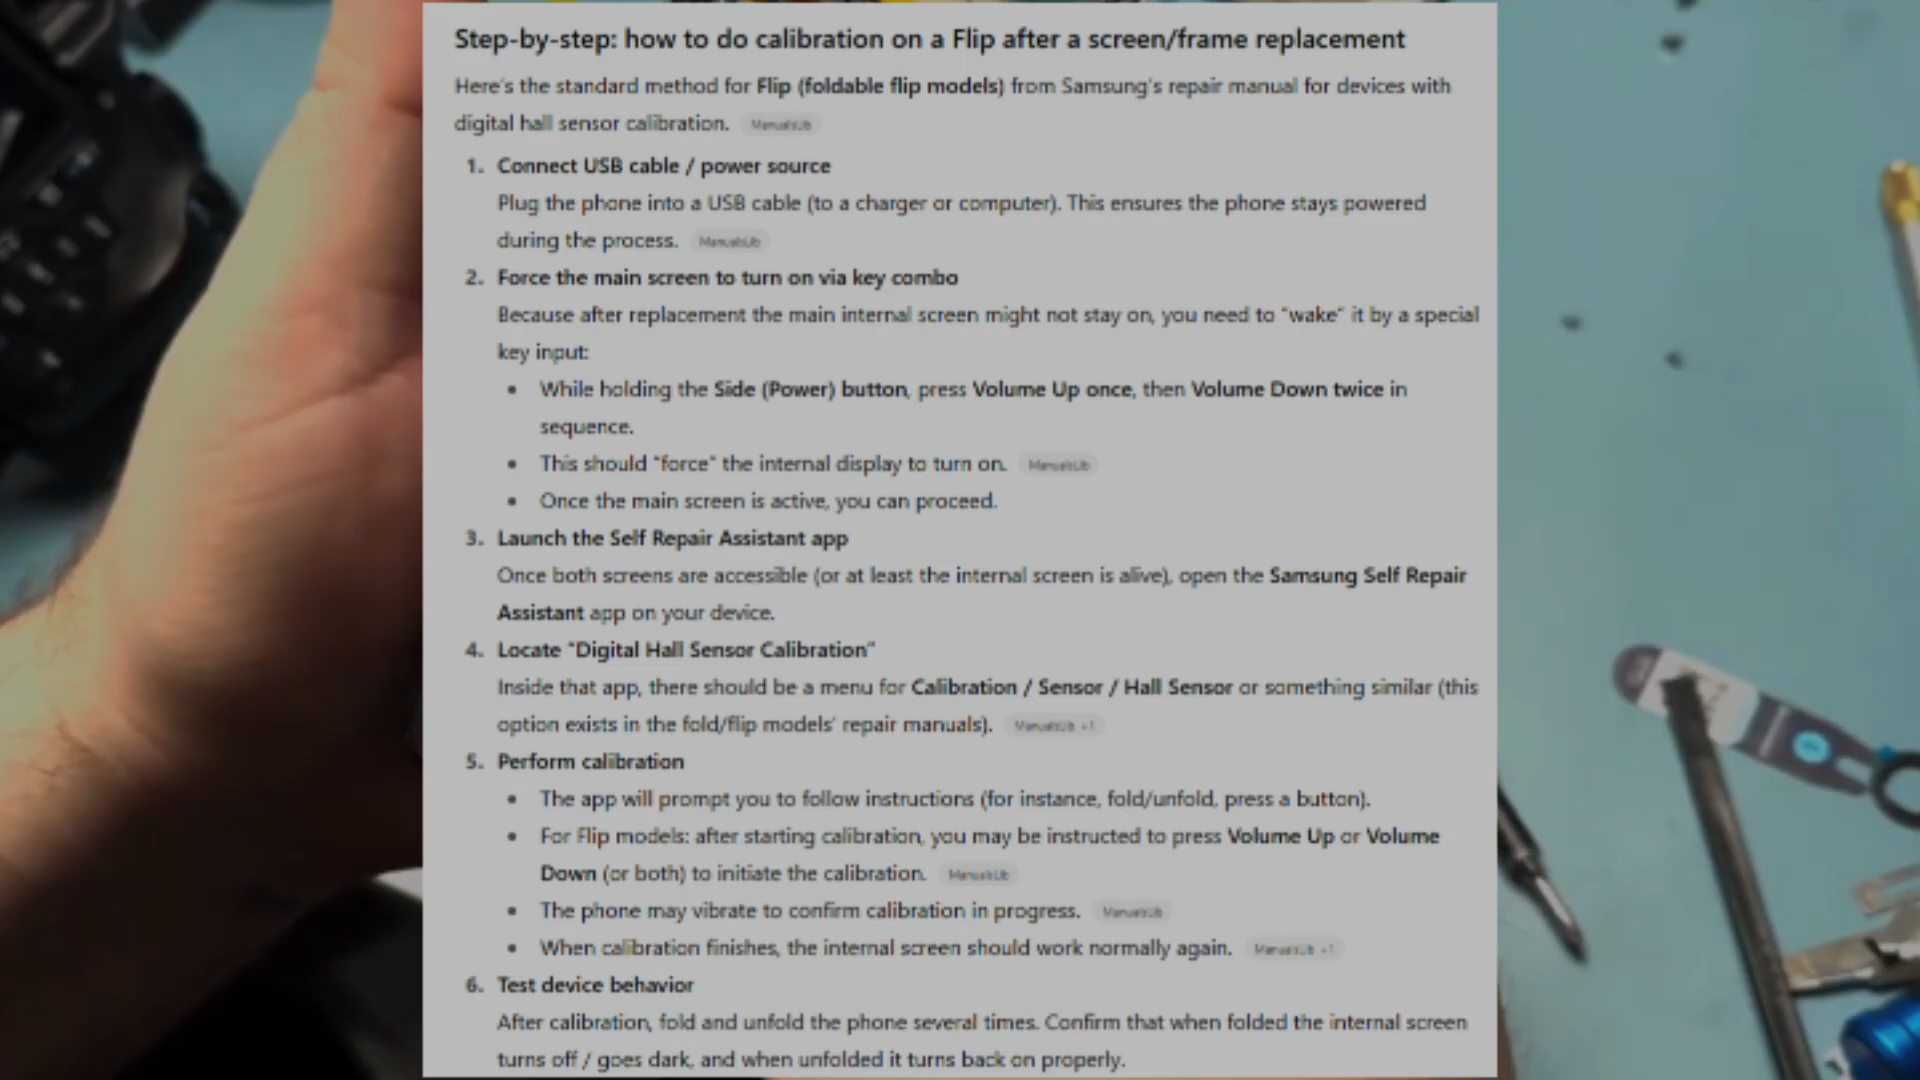 Step-by-step: how to do calibration on a Flip after a screen/frame replacement
Here's the standard method for Flip (foldable flip models) from Samsung's repair manual for devices with
digital hall sensor calibration. ManualsLib
1. Connect USB cable / power source
Plug the phone into a USB cable (to a charger or computer). This ensures the phone stays powered
during the process. ManualsLib
2. Force the main screen to turn on via key combo
Because after replacement the main internal screen might not stay on, you need to "wake" it by a special
key input:
• While holding the Side (Power) button, press Volume Up once, then Volume Down twice in
sequence.
• This should "force" the internal display to turn on. ManualsLib
• Once the main screen is active, you can proceed.
3. Launch the Self Repair Assistant app
Once both screens are accessible (or at least the internal screen is alive), open the Samsung Self Repair
Assistant app on your device.
4. Locate "Digital Hall Sensor Calibration"
Inside that app, there should be a menu for Calibration / Sensor / Hall Sensor or something similar (this
option exists in the fold/flip models' repair manuals). ManualsLib +1
5. Perform calibration
• The app will prompt you to follow instructions (for instance, fold/unfold, press a button).
• For Flip models: after starting calibration, you may be instructed to press Volume Up or Volume
Down (or both) to initiate the calibration. ManualsLib
• The phone may vibrate to confirm calibration in progress. ManualsLib
• When calibration finishes, the internal screen should work normally again. ManualsLib +1
6. Test device behavior
After calibration, fold and unfold the phone several times. Confirm that when folded the internal screen
turns off / goes dark, and when unfolded it turns back on properly.